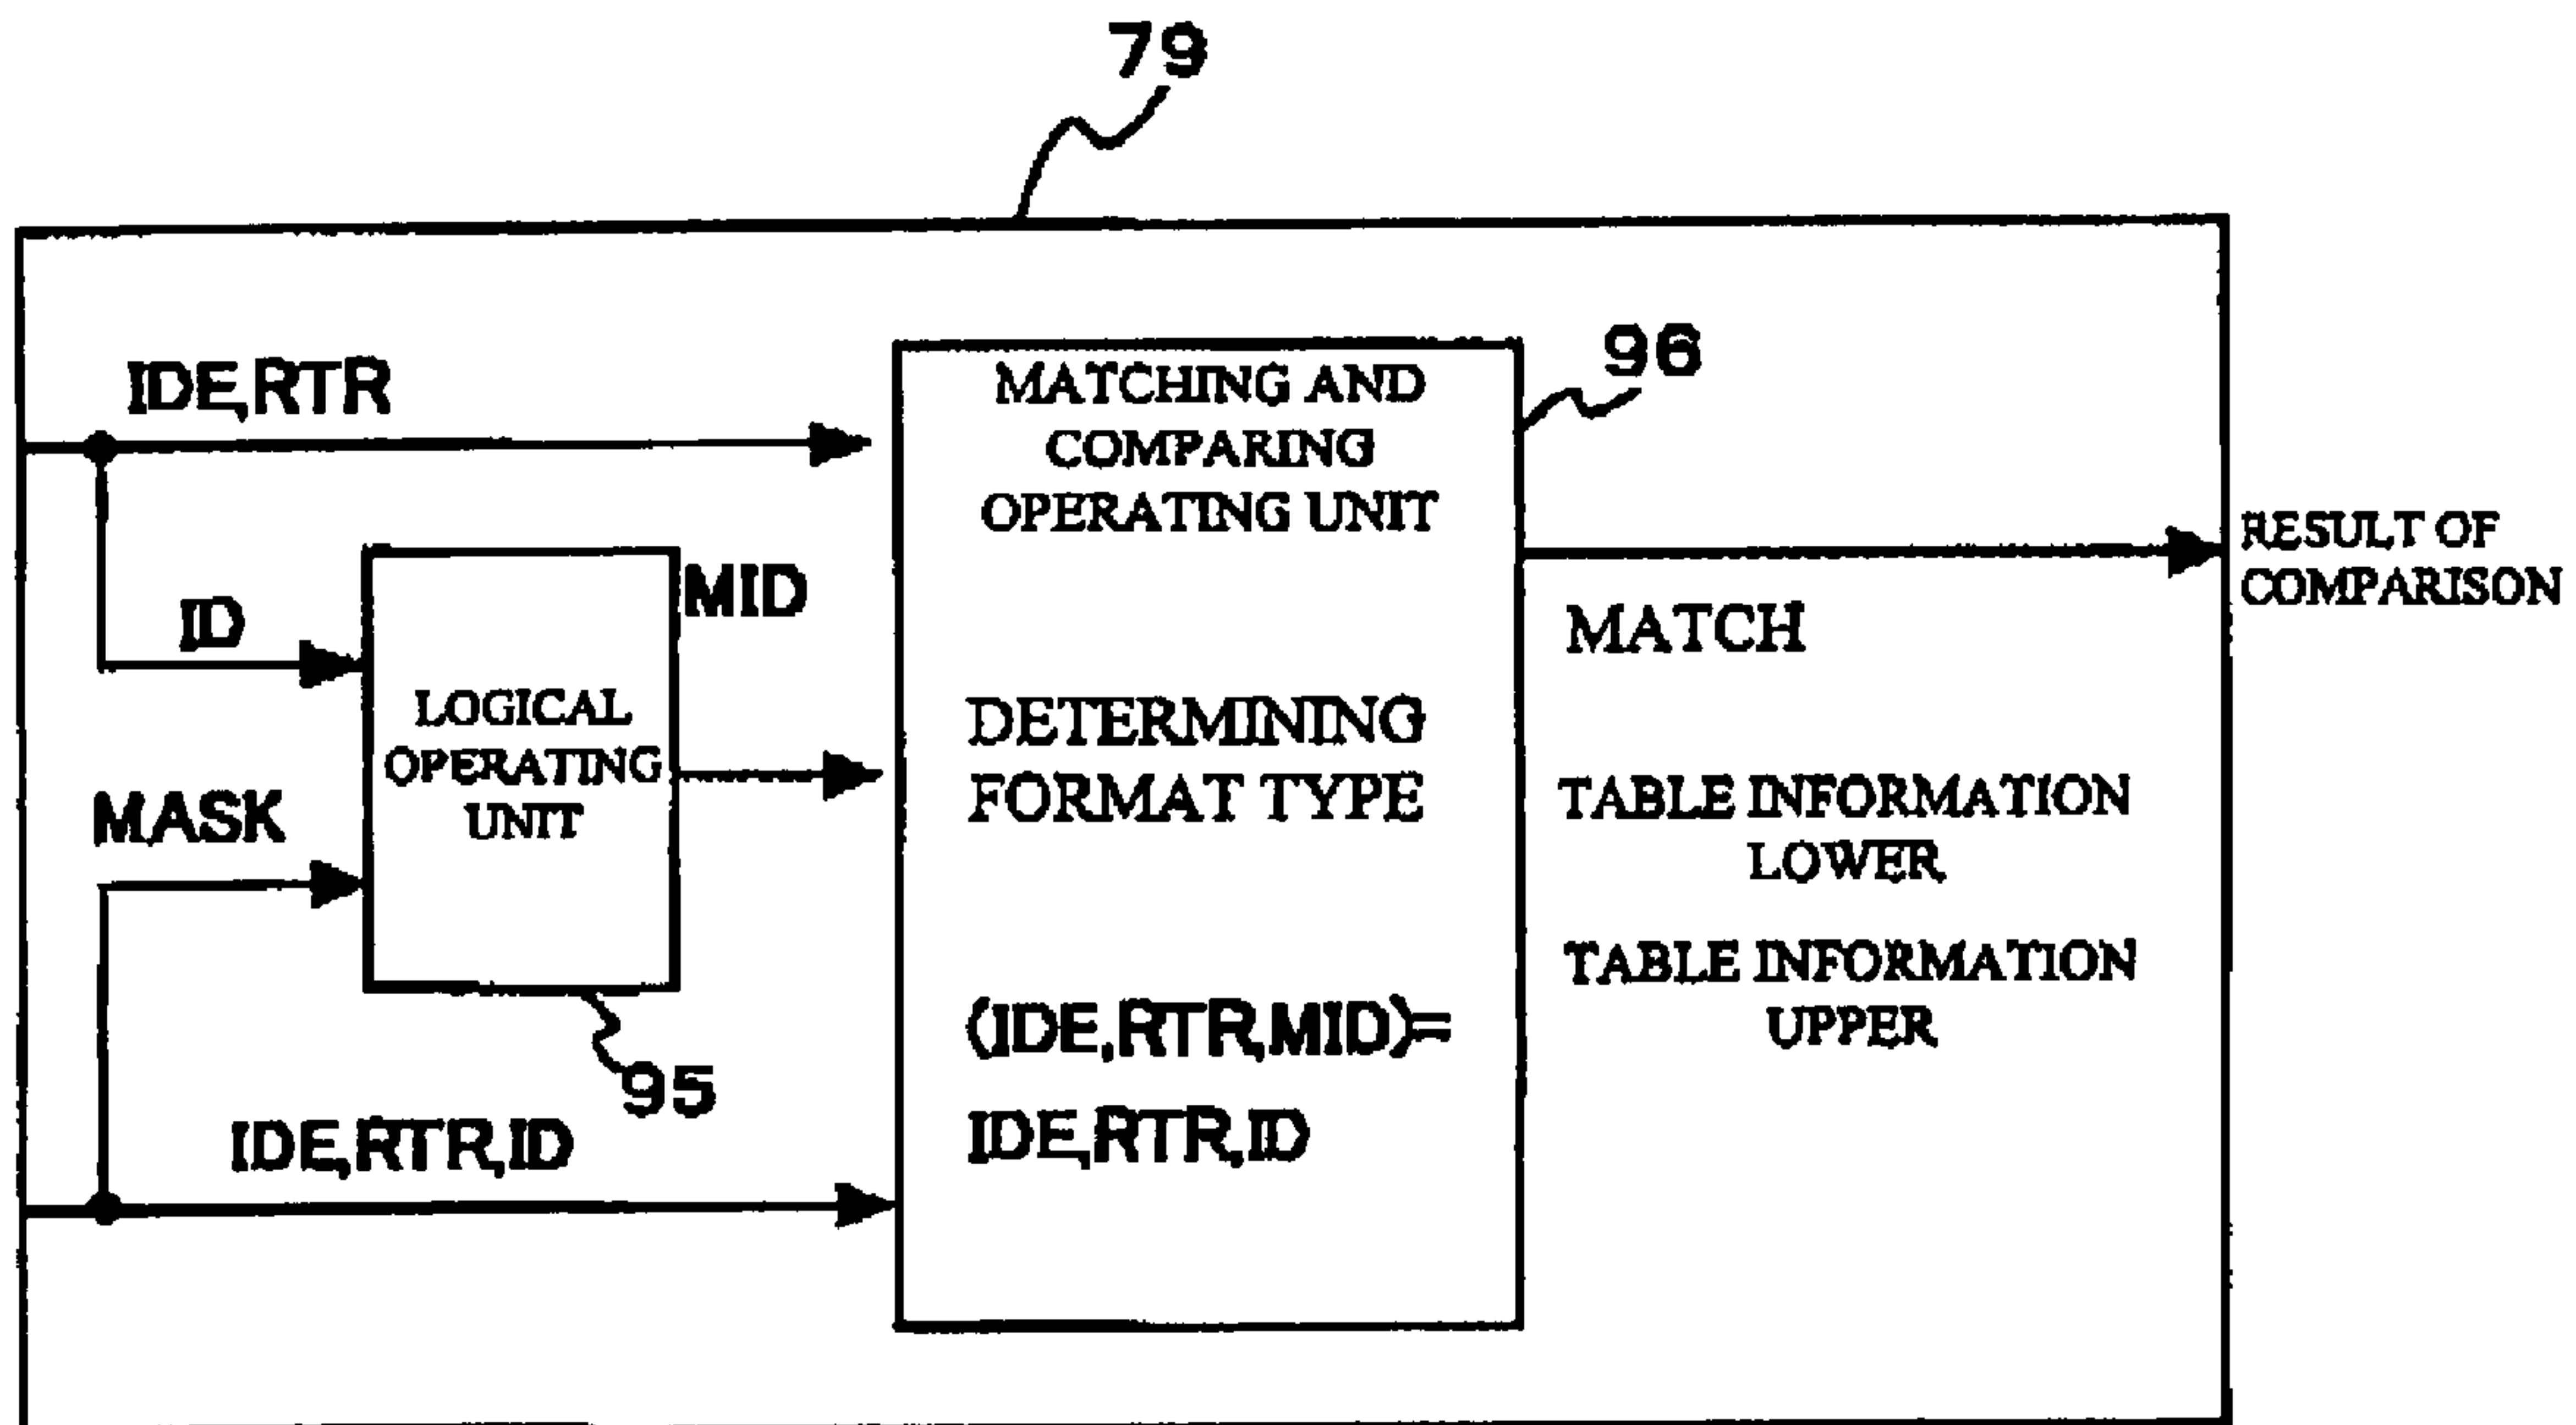 79
IDE,RTR
ID
MASK
LOGICAL
OPERATING
UNIT
MID
95
IDE,RTR,ID
96
MATCHING AND
COMPARING
OPERATING UNIT
DETERMINING
FORMAT TYPE
(IDE,RTR,MID)=
IDE,RTR,ID
MATCH
TABLE INFORMATION
LOWER
TABLE INFORMATION
UPPER
RESULT OF
COMPARISON